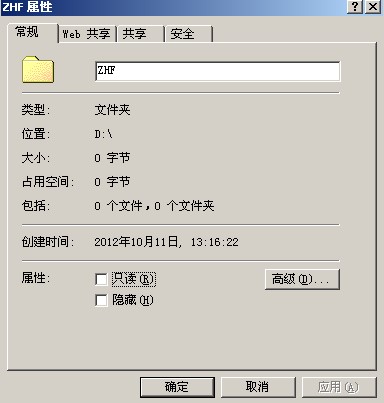 ZHF 属性
常规 Web 共享 共享 安全
ZHF
类型: 文件夹
位置: D:\
大小: 0 字节
占用空间: 0 字节
包括: 0 个文件，0 个文件夹
创建时间: 2012年10月11日, 13:16:22
属性: 只读(R) 高级(D)...
隐藏(H)
确定 取消 应用(A)